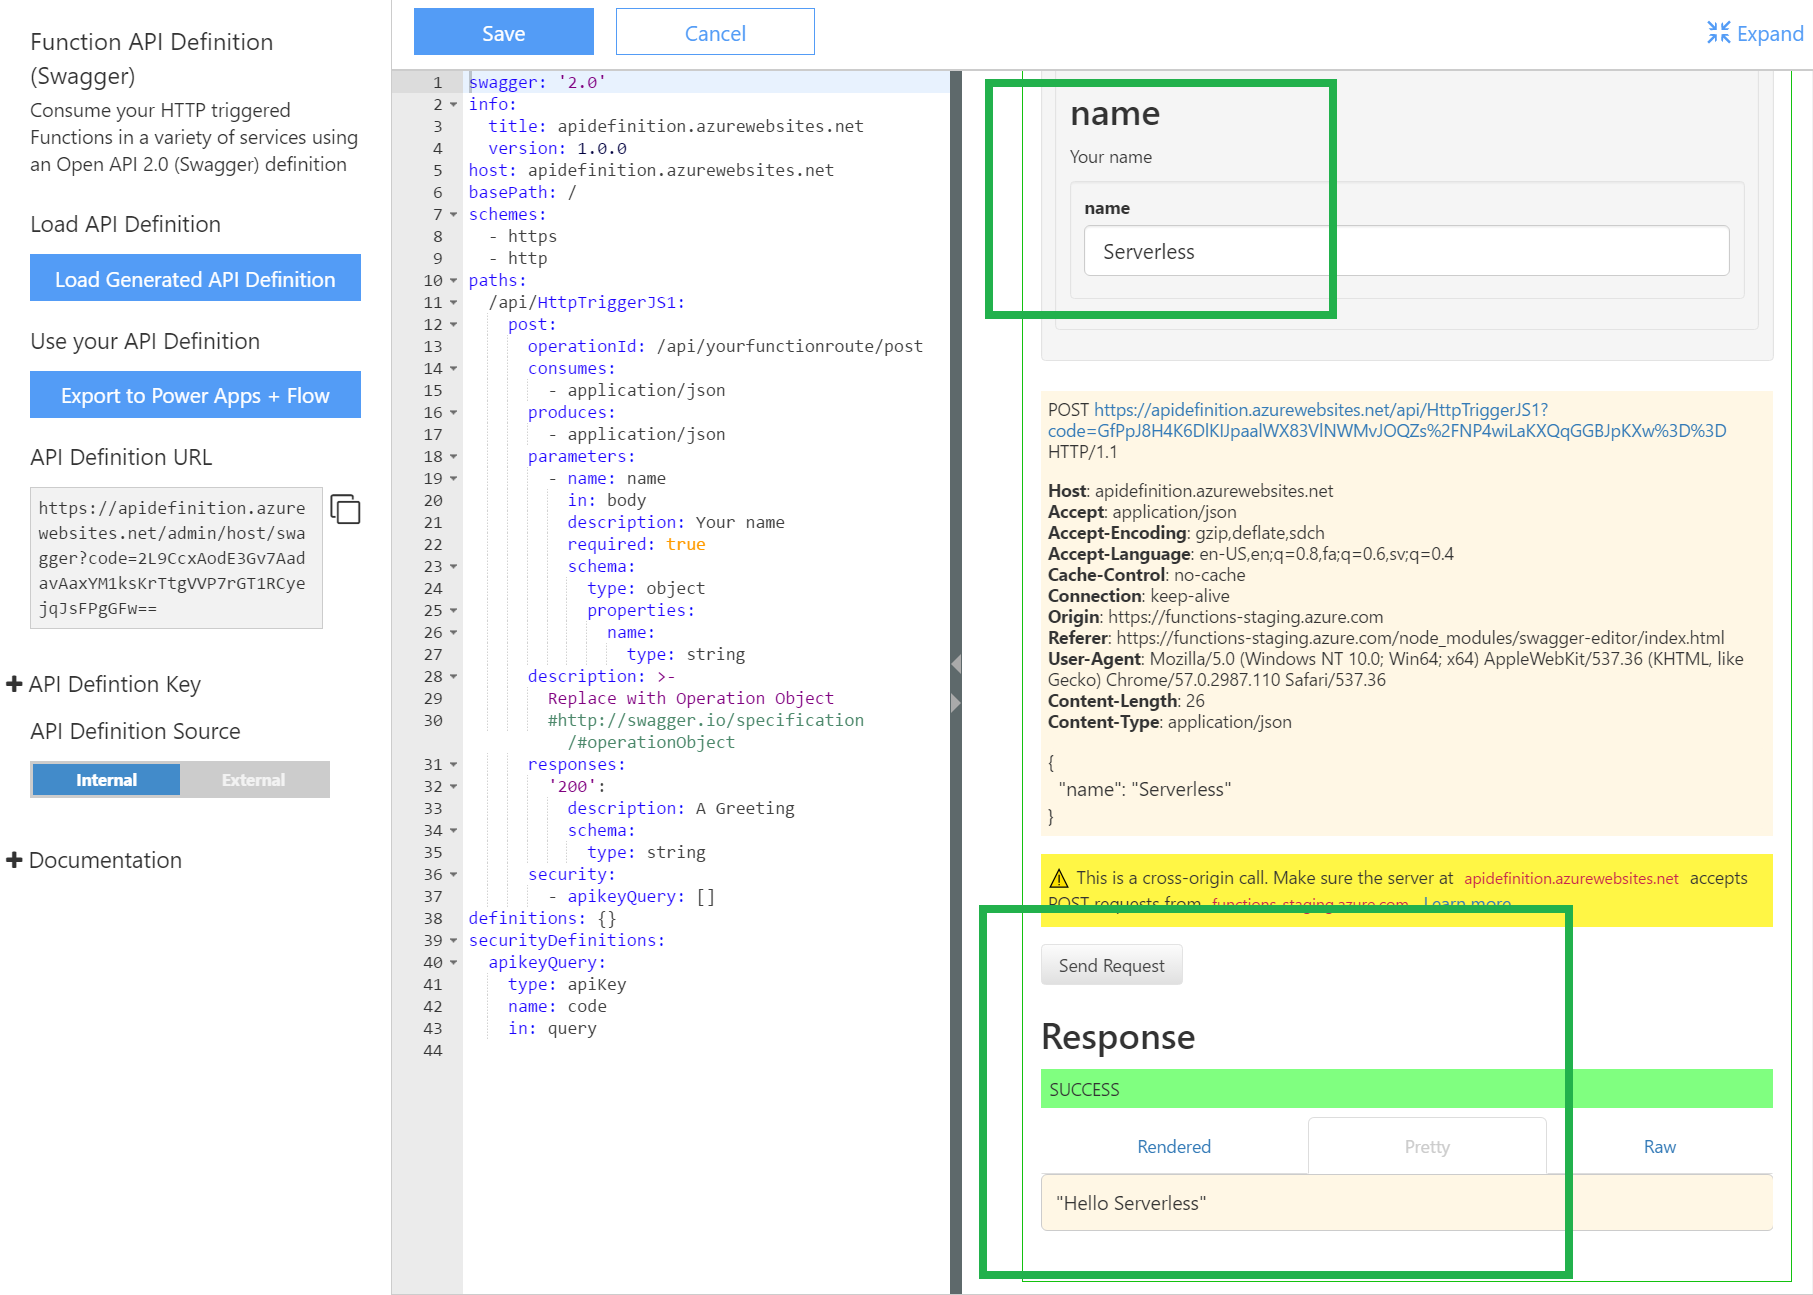 Function API Definition
(Swagger)
Consume your HTTP triggered
Functions in a variety of services using
an Open API 2.0 (Swagger) definition
Load API Definition
Load Generated API Definition
Use your API Definition
Export to Power Apps + Flow
API Definition URL
https://apidefinition.azure
websites.net/admin/host/swa
gger?code=2L9CcxAodE3Gv7Aad
avAaxYM1ksKrTtgVVP7rGT1RCye
jqJsFPgGFw==
API Defintion Key
API Definition Source
Internal External
Documentation
Save Cancel
Expand
1 swagger: '2.0'
2 info:
3 title: apidefinition.azurewebsites.net
4 version: 1.0.0
5 host: apidefinition.azurewebsites.net
6 basePath: /
7 schemes:
8 - https
9 - http
10 paths:
11 /api/HttpTriggerJS1:
12 post:
13 operationId: /api/yourfunctionroute/post
14 consumes:
15 - application/json
16 produces:
17 - application/json
18 parameters:
19 - name: name
20 in: body
21 description: Your name
22 required: true
23 schema:
24 type: object
25 properties:
26 name:
27 type: string
28 description: >-
29 Replace with Operation Object
30 #http://swagger.io/specification
/#operationObject
31 responses:
32 '200':
33 description: A Greeting
34 schema:
35 type: string
36 security:
37 - apikeyQuery: []
38 definitions: {}
39 securityDefinitions:
40 apikeyQuery:
41 type: apiKey
42 name: code
43 in: query
44
name
Your name
name
Serverless
POST https://apidefinition.azurewebsites.net/api/HttpTriggerJS1?
code=GfPpJ8H4K6DlKIJpaalWX83VlNWMvJOQZs%2FNP4wiLaKXQqGGBJpKXw%3D%3D
HTTP/1.1
Host: apidefinition.azurewebsites.net
Accept: application/json
Accept-Encoding: gzip,deflate,sdch
Accept-Language: en-US,en;q=0.8,fa;q=0.6,sv;q=0.4
Cache-Control: no-cache
Connection: keep-alive
Origin: https://functions-staging.azure.com
Referer: https://functions-staging.azure.com/node_modules/swagger-editor/index.html
User-Agent: Mozilla/5.0 (Windows NT 10.0; Win64; x64) AppleWebKit/537.36 (KHTML, like
Gecko) Chrome/57.0.2987.110 Safari/537.36
Content-Length: 26
Content-Type: application/json
{
"name": "Serverless"
}
This is a cross-origin call. Make sure the server at apidefinition.azurewebsites.net accepts
POST requests from functions-staging.azure.com. Learn more
Send Request
Response
SUCCESS
Rendered Pretty Raw
"Hello Serverless"